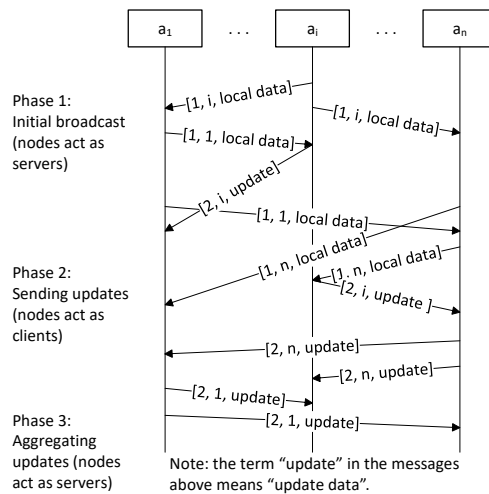 a1 . . . ai . . . an
[1, i, local data]
Phase 1:
[1, i, local data]
Initial broadcast
(nodes act as
[1, 1, local data]
servers)
[2, i, update]
[1, 1, local data]
[1, n, local data]
[1, n, local data]
Phase 2:
Sending updates
[2, i, update ]
(nodes act as
clients)
[2, n, update]
[2, n, update]
[2, 1, update]
Phase 3:
[2, 1, update]
Aggregating
updates (nodes
act as servers)
Note: the term “update” in the messages
above means “update data”.